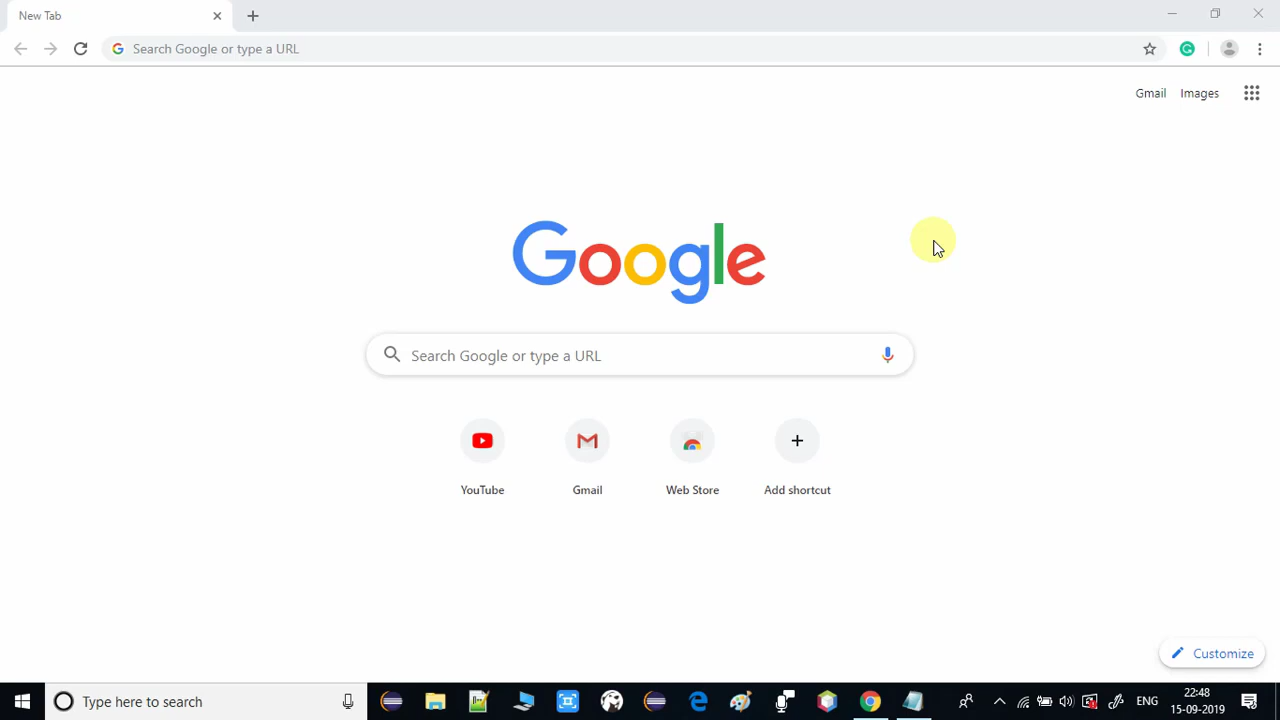 New Tab
Search Google or type a URL
Gmail Images
Google
Search Google or type a URL
YouTube Gmail Web Store Add shortcut
Customize
Type here to search
ENG
22:48
15-09-2019